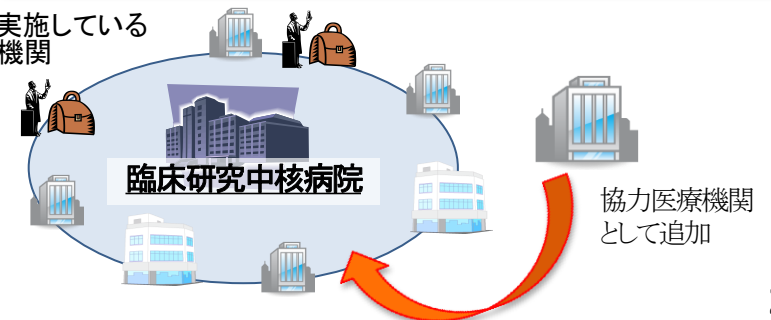 実施している
機関
臨床研究中核病院
協力医療機関
として追加